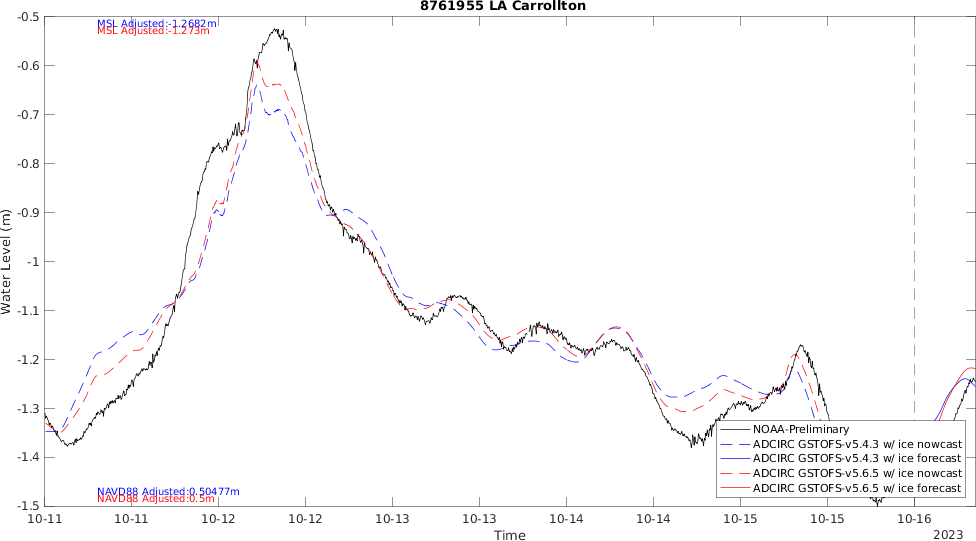 8761955 LA Carrollton
MSL Adjusted:-1.2682m
MSL Adjusted:-1.273m
-0.5
-0.6
-0.7
-0.8
-0.9
-1
-1.1
-1.2
-1.3
-1.4
-1.5
Water Level (m)
NOAA-Preliminary
ADCIRC GSTOFS-v5.4.3 w/ ice nowcast
ADCIRC GSTOFS-v5.4.3 w/ ice forecast
ADCIRC GSTOFS-v5.6.5 w/ ice nowcast
ADCIRC GSTOFS-v5.6.5 w/ ice forecast
NAVD88 Adjusted:0.50477m
NAVD88 Adjusted:0.5m
10-11 10-11 10-12 10-12 10-13 10-13 10-14 10-14 10-15 10-15 10-16
Time
2023